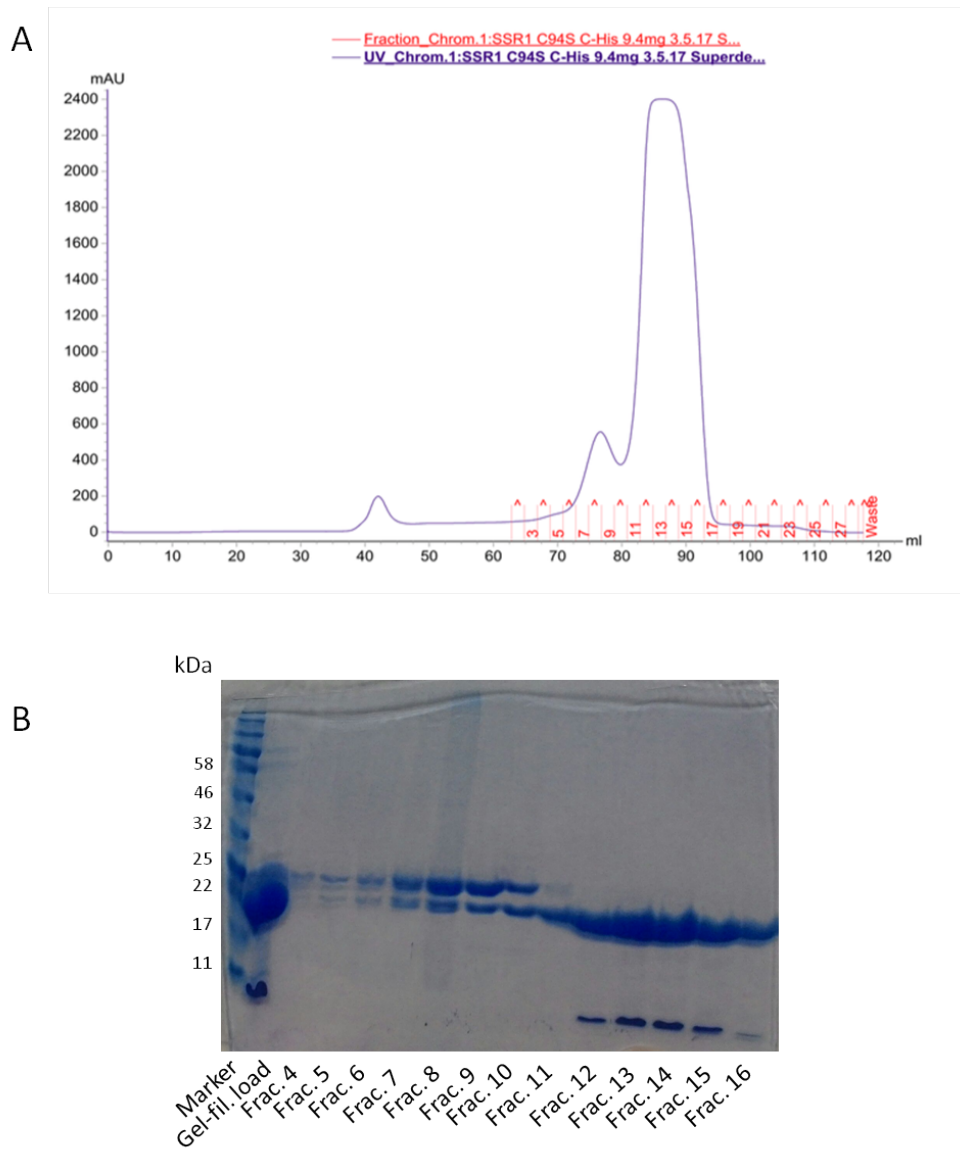 A
Fraction_Chrom.1:SSR1 C94S C-His 9.4mg 3.5.17 S...
UV_Chrom.1:SSR1 C94S C-His 9.4mg 3.5.17 Superde...
mAU
2400
2200
2000
1800
1600
1400
1200
1000
800
600
400
200
0
3 5 7 9 11 13 15 17 19 21 23 25 27 Waste
0 10 20 30 40 50 60 70 80 90 100 110 120 ml
kDa
B
58
46
32
25
22
17
11
Marker Gel-fil. load Frac. 4 Frac. 5 Frac. 6 Frac. 7 Frac. 8 Frac. 9 Frac. 10 Frac. 11 Frac. 12 Frac. 13 Frac. 14 Frac. 15 Frac. 16